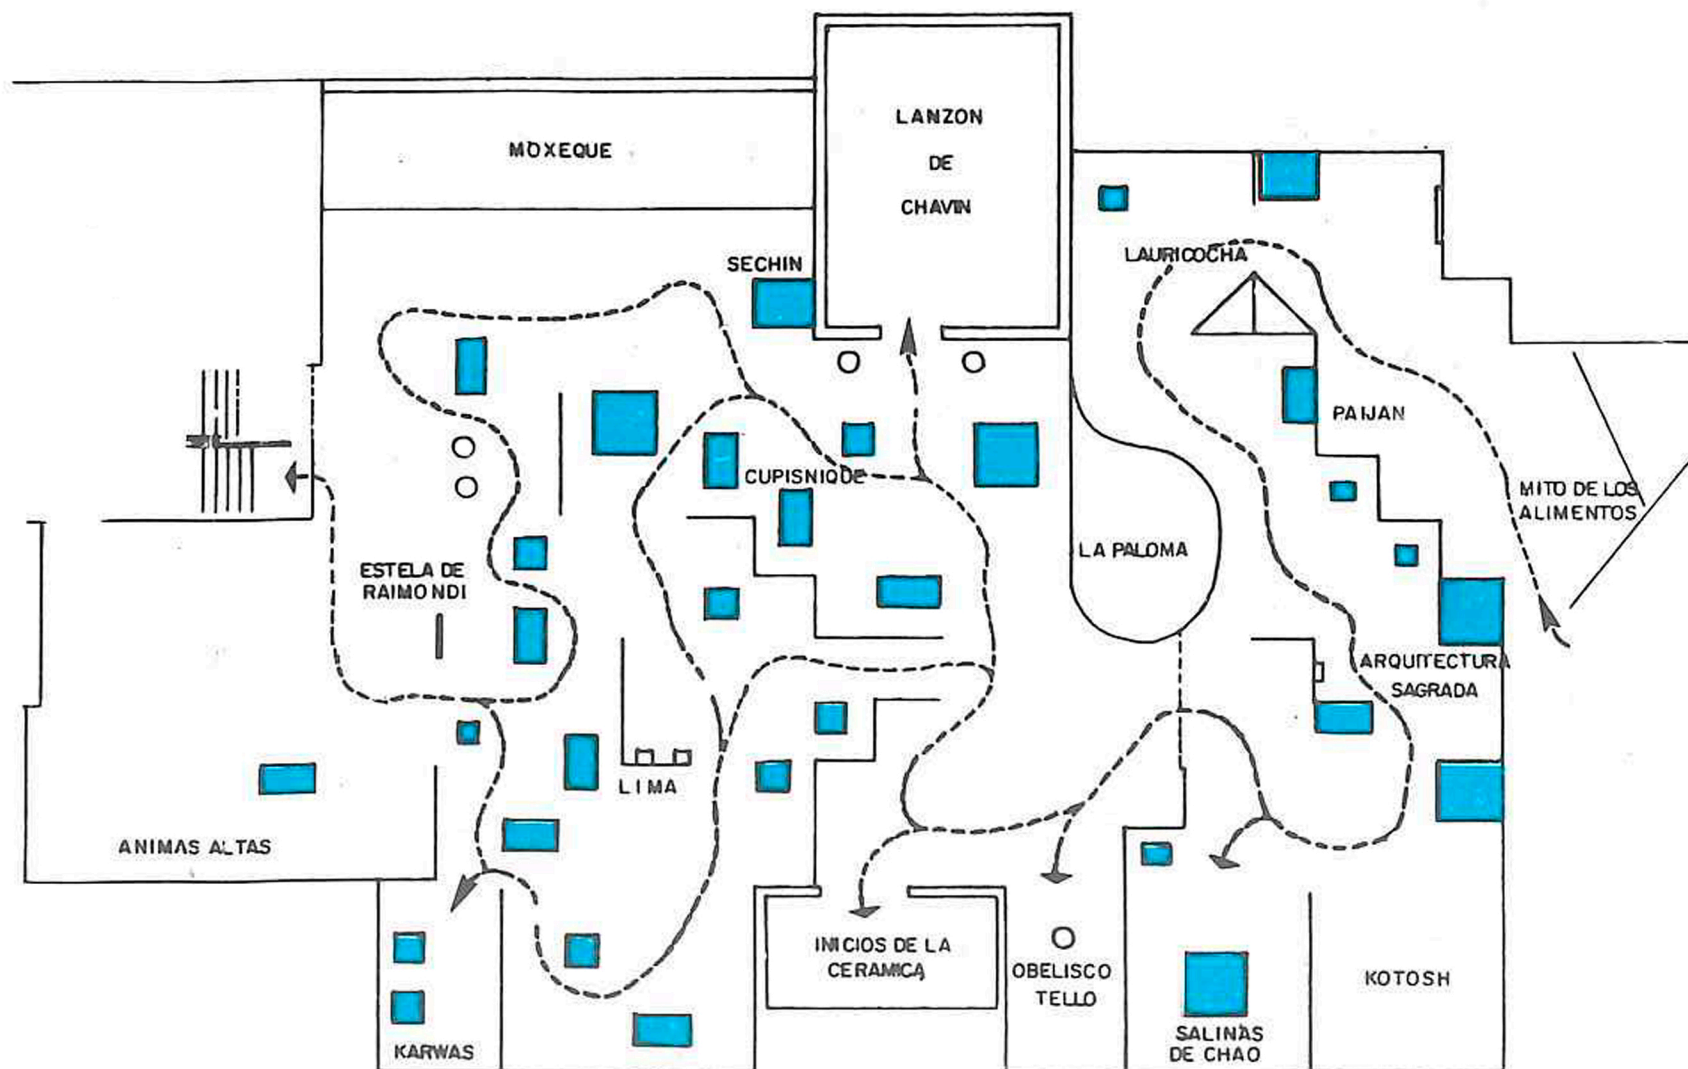 LANZON
DE
CHAVIN
MOXEQUE
SECHIN
LAURICOCHA
PAIJAN
CUPISNIQUE
MITO DE LOS
ALIMENTOS
LA PALOMA
ESTELA DE
RAIMONDI
ARQUITECTURA
SAGRADA
LIMA
ANIMAS ALTAS
INICIOS DE LA
CERAMICA
OBELISCO
TELLO
KOTOSH
SALINAS
DE CHAO
KARWAS